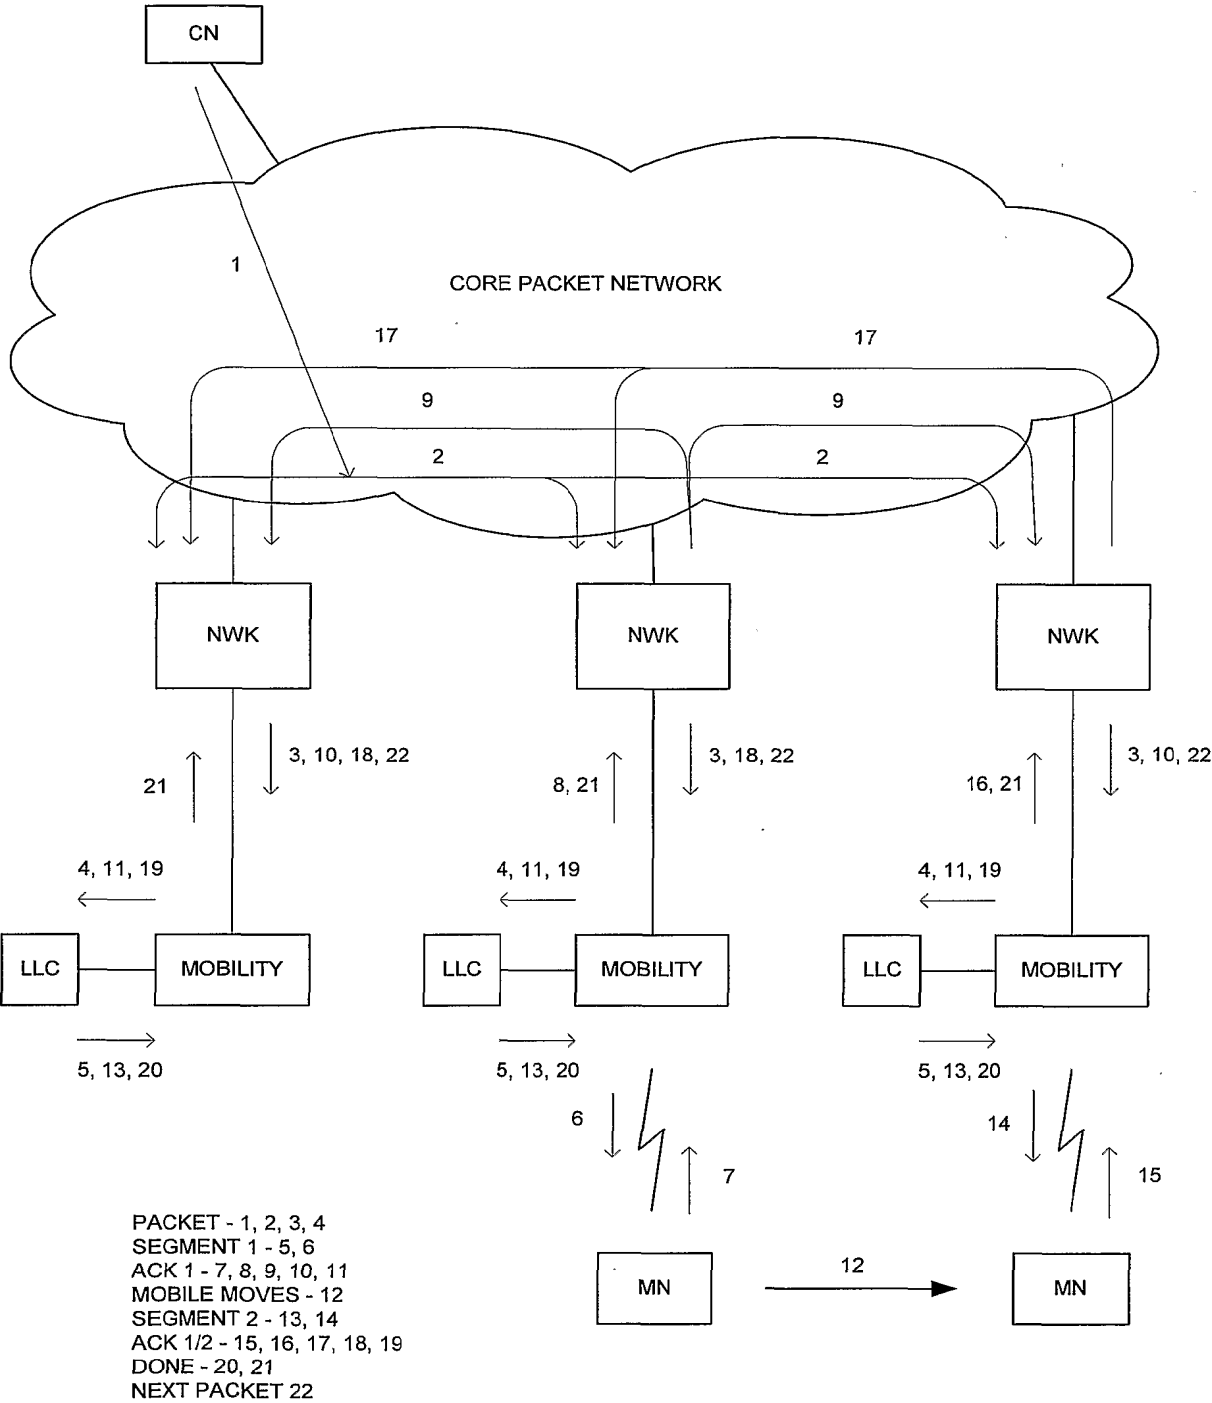 CN
1
CORE PACKET NETWORK
17
17
9
9
2
2
NWK
NWK
NWK
3, 10, 18, 22
3, 18, 22
3, 10, 22
21
8, 21
16, 21
4, 11, 19
4, 11, 19
4, 11, 19
LLC
MOBILITY
LLC
MOBILITY
LLC
MOBILITY
5, 13, 20
5, 13, 20
5, 13, 20
6
14
7
15
PACKET - 1, 2, 3, 4
SEGMENT 1 - 5, 6
ACK 1 - 7, 8, 9, 10, 11
MOBILE MOVES - 12
SEGMENT 2 - 13, 14
ACK 1/2 - 15, 16, 17, 18, 19
DONE - 20, 21
NEXT PACKET 22
MN
12
MN